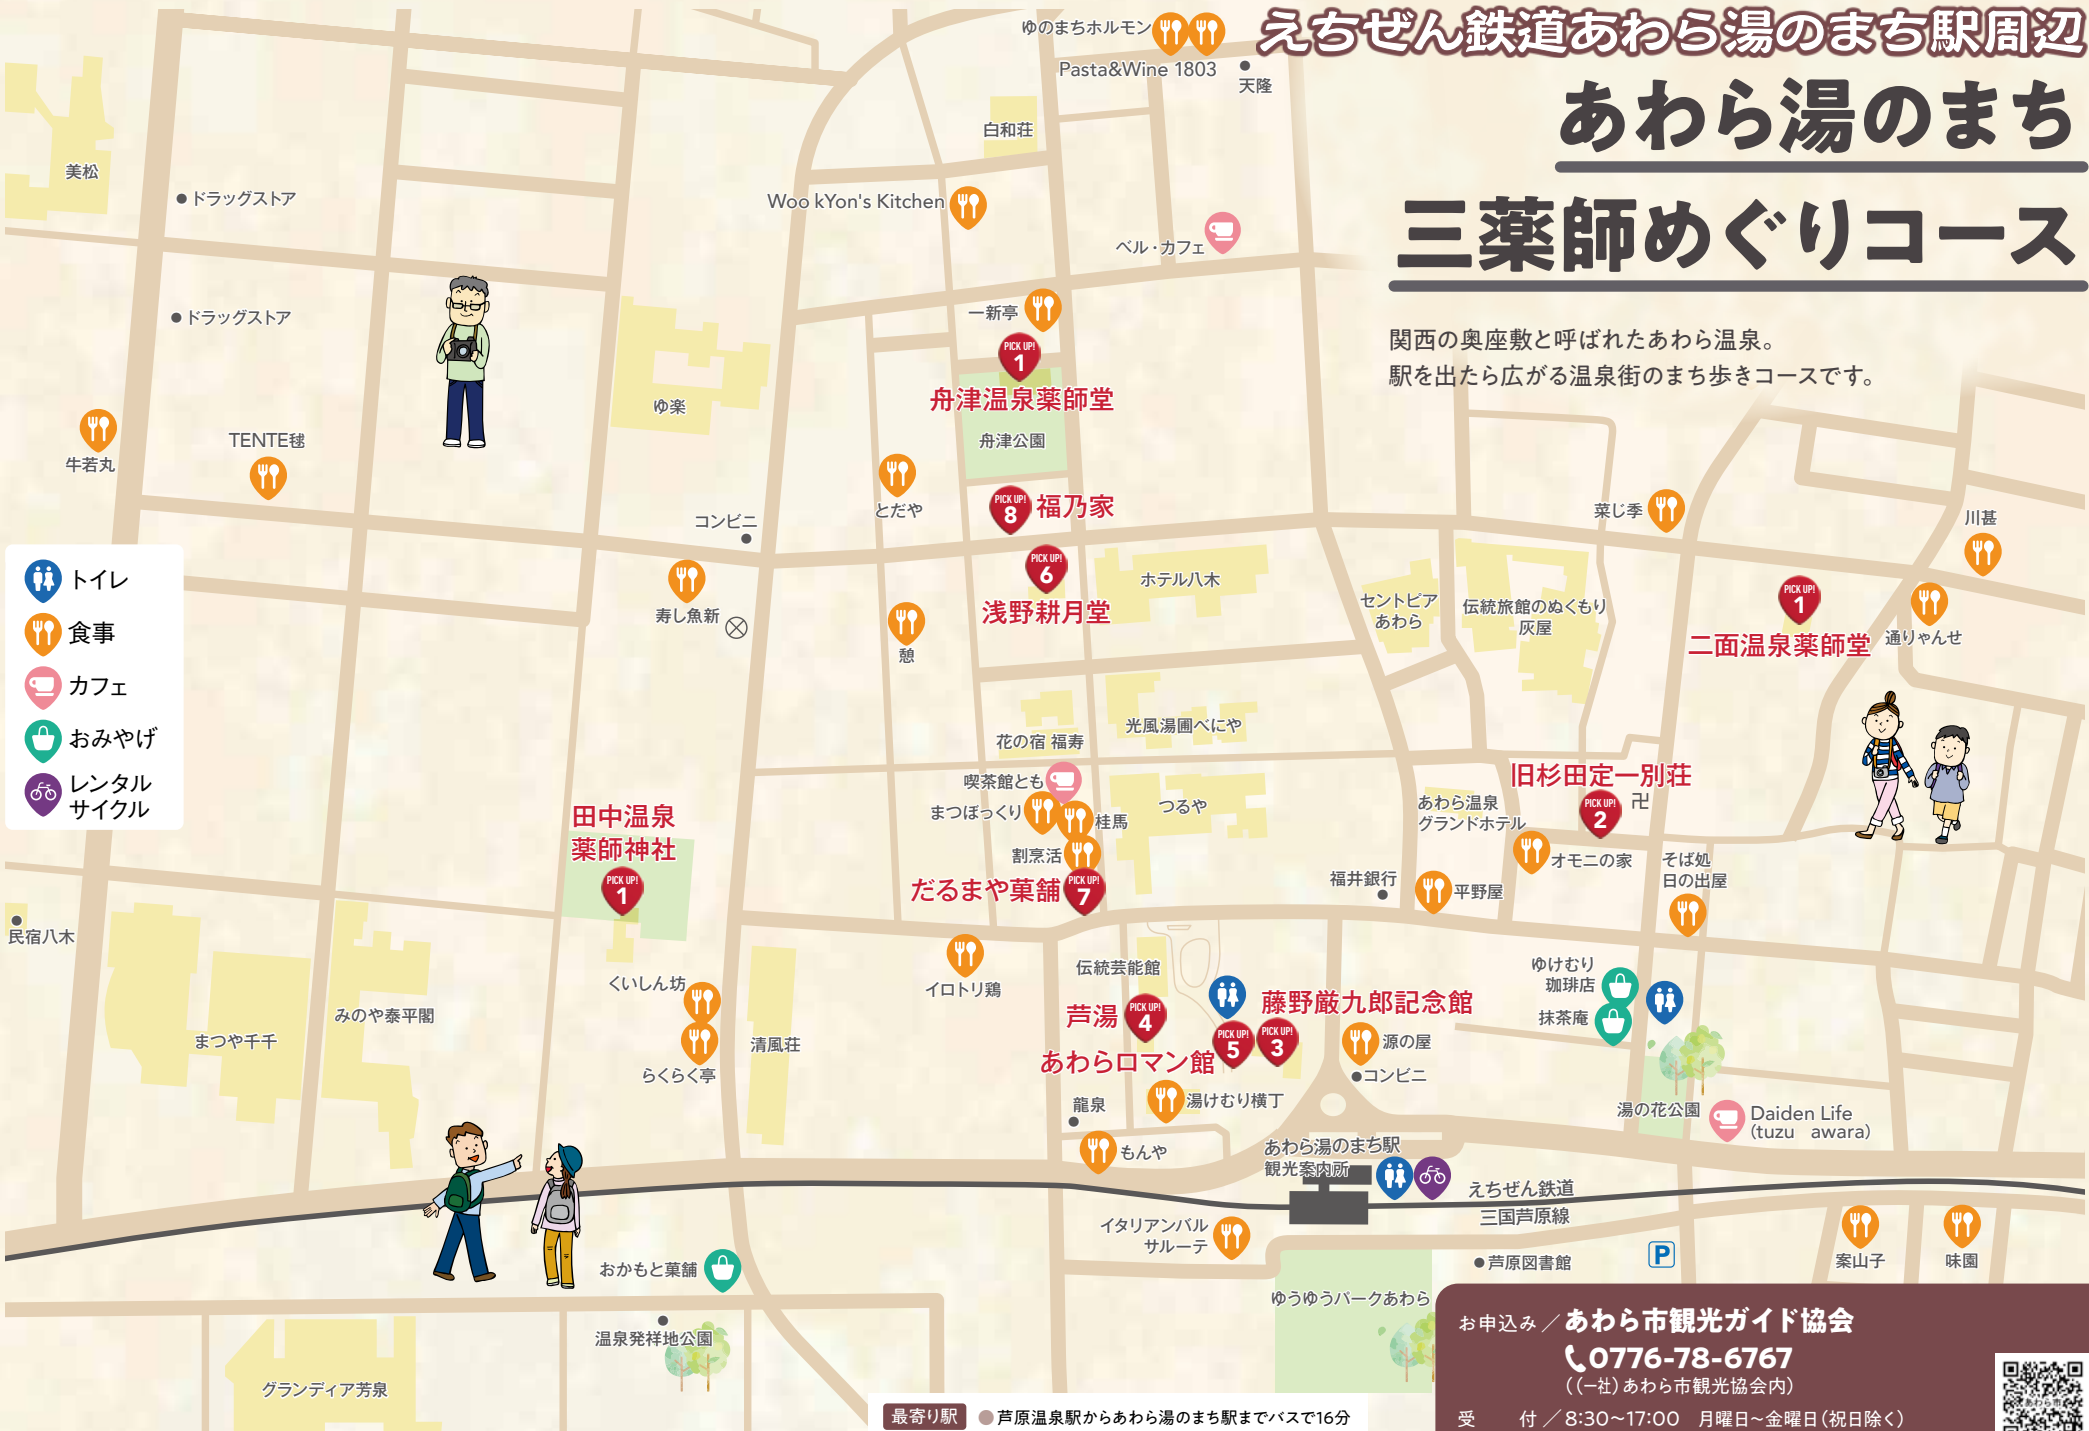 えちぜん鉄道あわら湯のまち駅周辺
あわら湯のまち
三薬師めぐりコース
関西の奥座敷と呼ばれたあわら温泉。
駅を出たら広がる温泉街のまち歩きコースです。
ゆのまちホルモン
Pasta&Wine 1803
天隆
白和荘
美松
ドラッグストア
Woo kYon's Kitchen
ベル・カフェ
ドラッグストア
一新亭
PICK UP!
1
舟津温泉薬師堂
舟津公園
ゆ楽
牛若丸
TENTE毬
とだや
PICK UP!
8
福乃家
コンビニ
菜じ季
川甚
トイレ
食事
カフェ
おみやげ
レンタル
サイクル
寿し魚新
憩
PICK UP!
6
浅野耕月堂
ホテル八木
セントピア
あわら
伝統旅館のぬくもり
灰屋
PICK UP!
1
二面温泉薬師堂
通りゃんせ
光風湯圃べにや
花の宿 福寿
喫茶館とも
まつぼっくり
桂馬
つるや
割烹活
だるまや菓舗
PICK UP!
7
旧杉田定一別荘
PICK UP!
2
卍
あわら温泉
グランドホテル
オモニの家
そば処
日の出屋
福井銀行
平野屋
田中温泉
薬師神社
PICK UP!
1
民宿八木
まつや千千
みのや泰平閣
くいしん坊
らくらく亭
清風荘
イロトリ鶏
伝統芸能館
芦湯
PICK UP!
4
藤野厳九郎記念館
PICK UP!
5
PICK UP!
3
あわらロマン館
源の屋
コンビニ
ゆけむり
珈琲店
抹茶庵
湯の花公園
Daiden Life
(tuzu awara)
龍泉
湯けむり横丁
もんや
あわら湯のまち駅
観光案内所
えちぜん鉄道
三国芦原線
イタリアンバル
サルーテ
芦原図書館
P
案山子
味園
おかもと菓舗
温泉発祥地公園
ゆうゆうパークあわら
グランディア芳泉
最寄り駅
芦原温泉駅からあわら湯のまち駅までバスで16分
お申込み／あわら市観光ガイド協会
0776-78-6767
((一社)あわら市観光協会内)
受 付／8:30~17:00 月曜日~金曜日(祝日除く)
あわら市